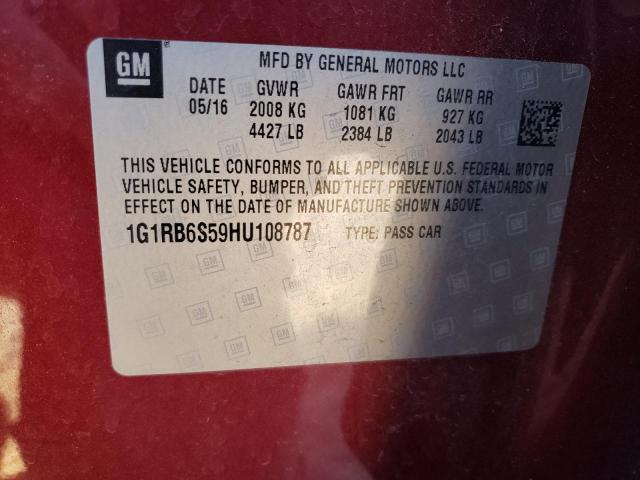 GM
MFD BY GENERAL MOTORS LLC
DATE GVWR GAWR FRT GAWR RR
05/16 2008 KG 1081 KG 927 KG
4427 LB 2384 LB 2043 LB
THIS VEHICLE CONFORMS TO ALL APPLICABLE U.S. FEDERAL MOTOR
VEHICLE SAFETY, BUMPER, AND THEFT PREVENTION STANDARDS IN
EFFECT ON THE DATE OF MANUFACTURE SHOWN ABOVE.
1G1RB6S59HU108787 TYPE: PASS CAR